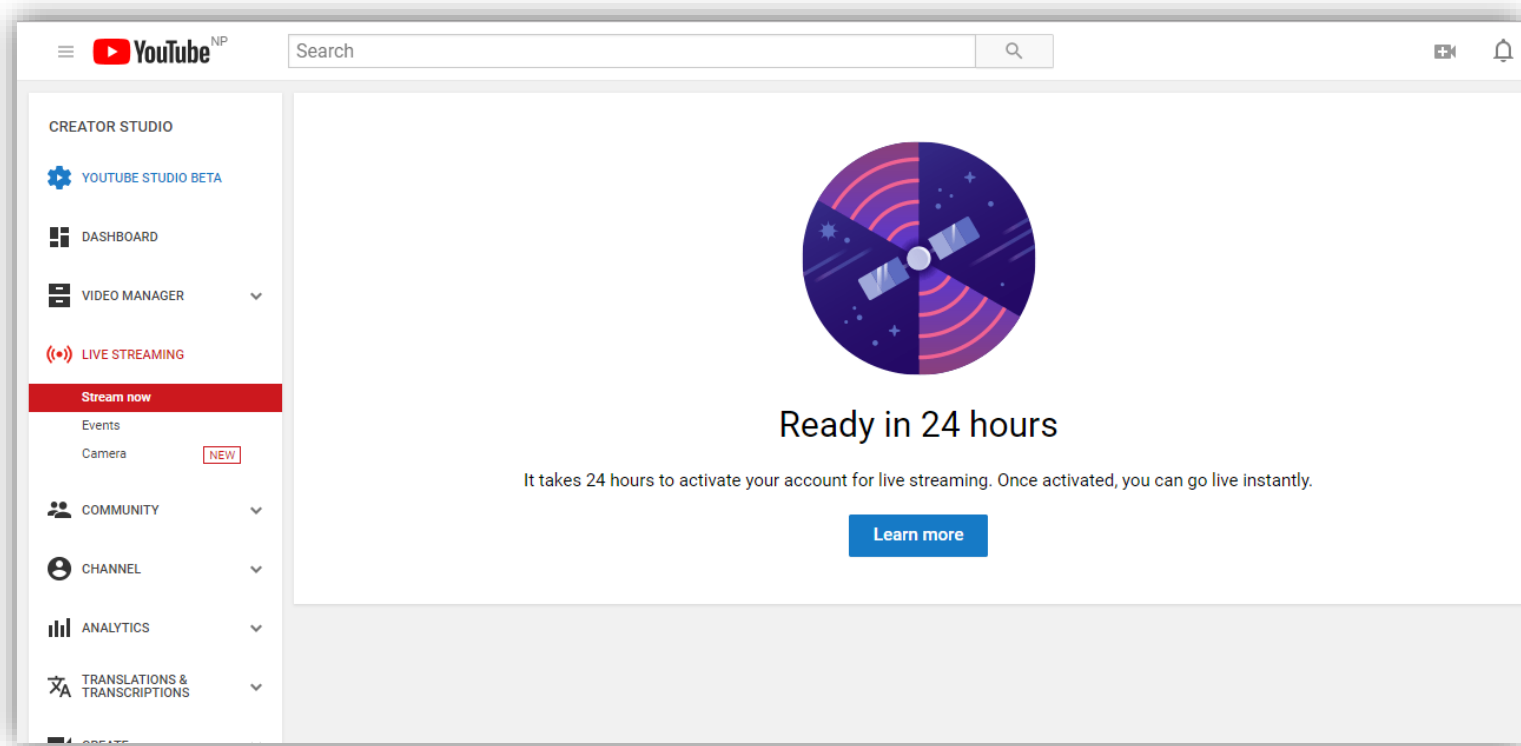 YouTube NP
Search
CREATOR STUDIO
YOUTUBE STUDIO BETA
DASHBOARD
VIDEO MANAGER
LIVE STREAMING
Stream now
Events
Camera NEW
COMMUNITY
CHANNEL
ANALYTICS
TRANSLATIONS &
TRANSCRIPTIONS
Ready in 24 hours
It takes 24 hours to activate your account for live streaming. Once activated, you can go live instantly.
Learn more